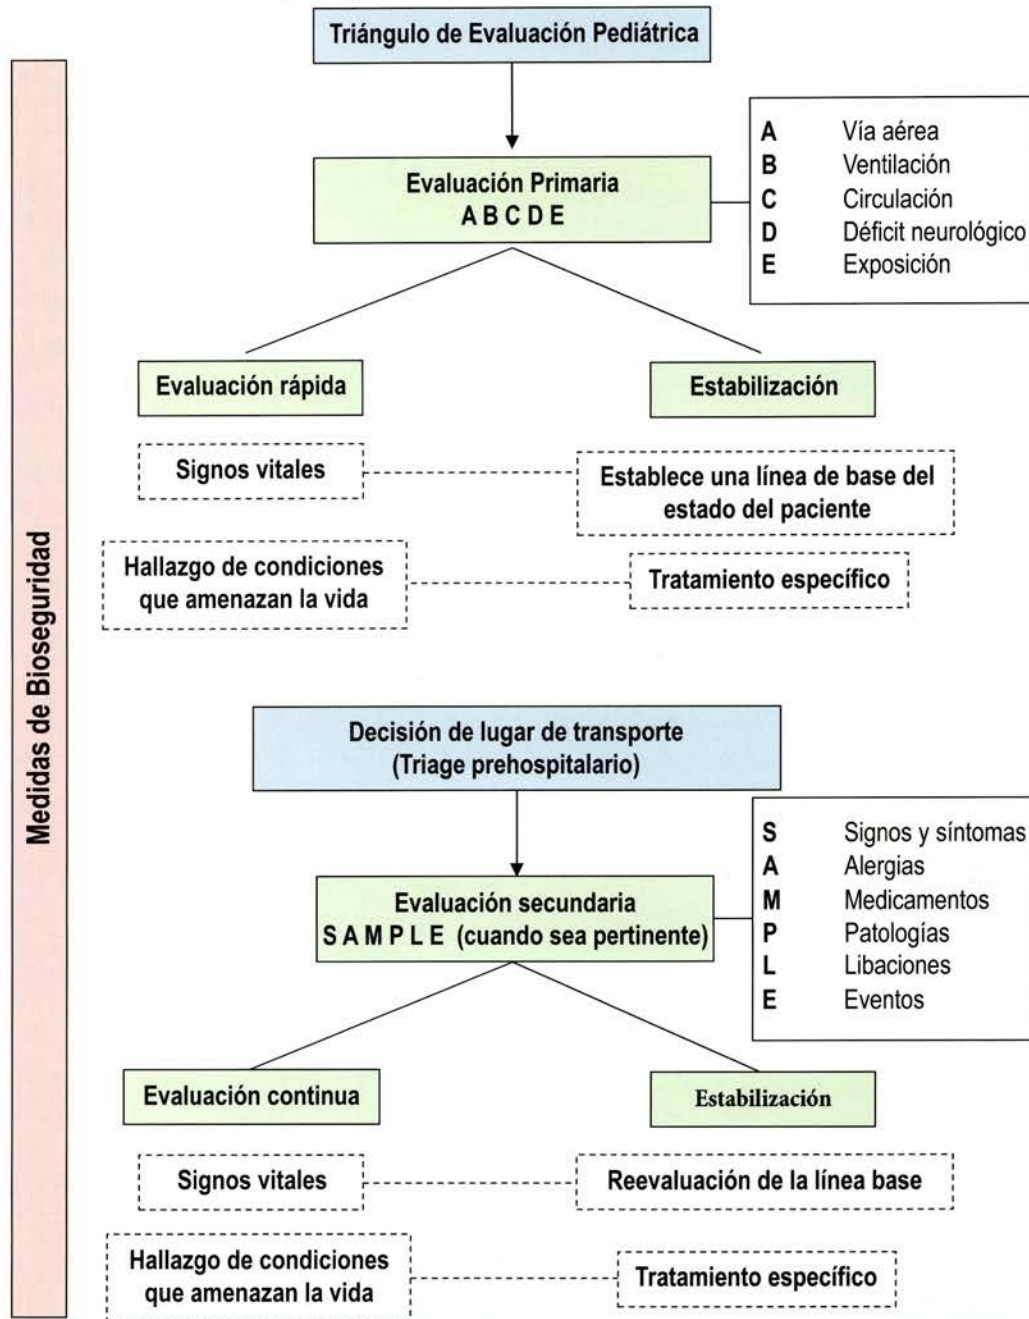 Triángulo de Evaluación Pediátrica
Evaluación Primaria
A B C D E
A Vía aérea
B Ventilación
C Circulación
D Déficit neurológico
E Exposición
Evaluación rápida
Estabilización
Signos vitales
Establece una línea de base del
estado del paciente
Hallazgo de condiciones
que amenazan la vida
Tratamiento específico
Medidas de Bioseguridad
Decisión de lugar de transporte
(Triage prehospitalario)
Evaluación secundaria
S A M P L E (cuando sea pertinente)
S Signos y síntomas
A Alergias
M Medicamentos
P Patologías
L Libaciones
E Eventos
Evaluación continua
Estabilización
Signos vitales
Reevaluación de la línea base
Hallazgo de condiciones
que amenazan la vida
Tratamiento específico